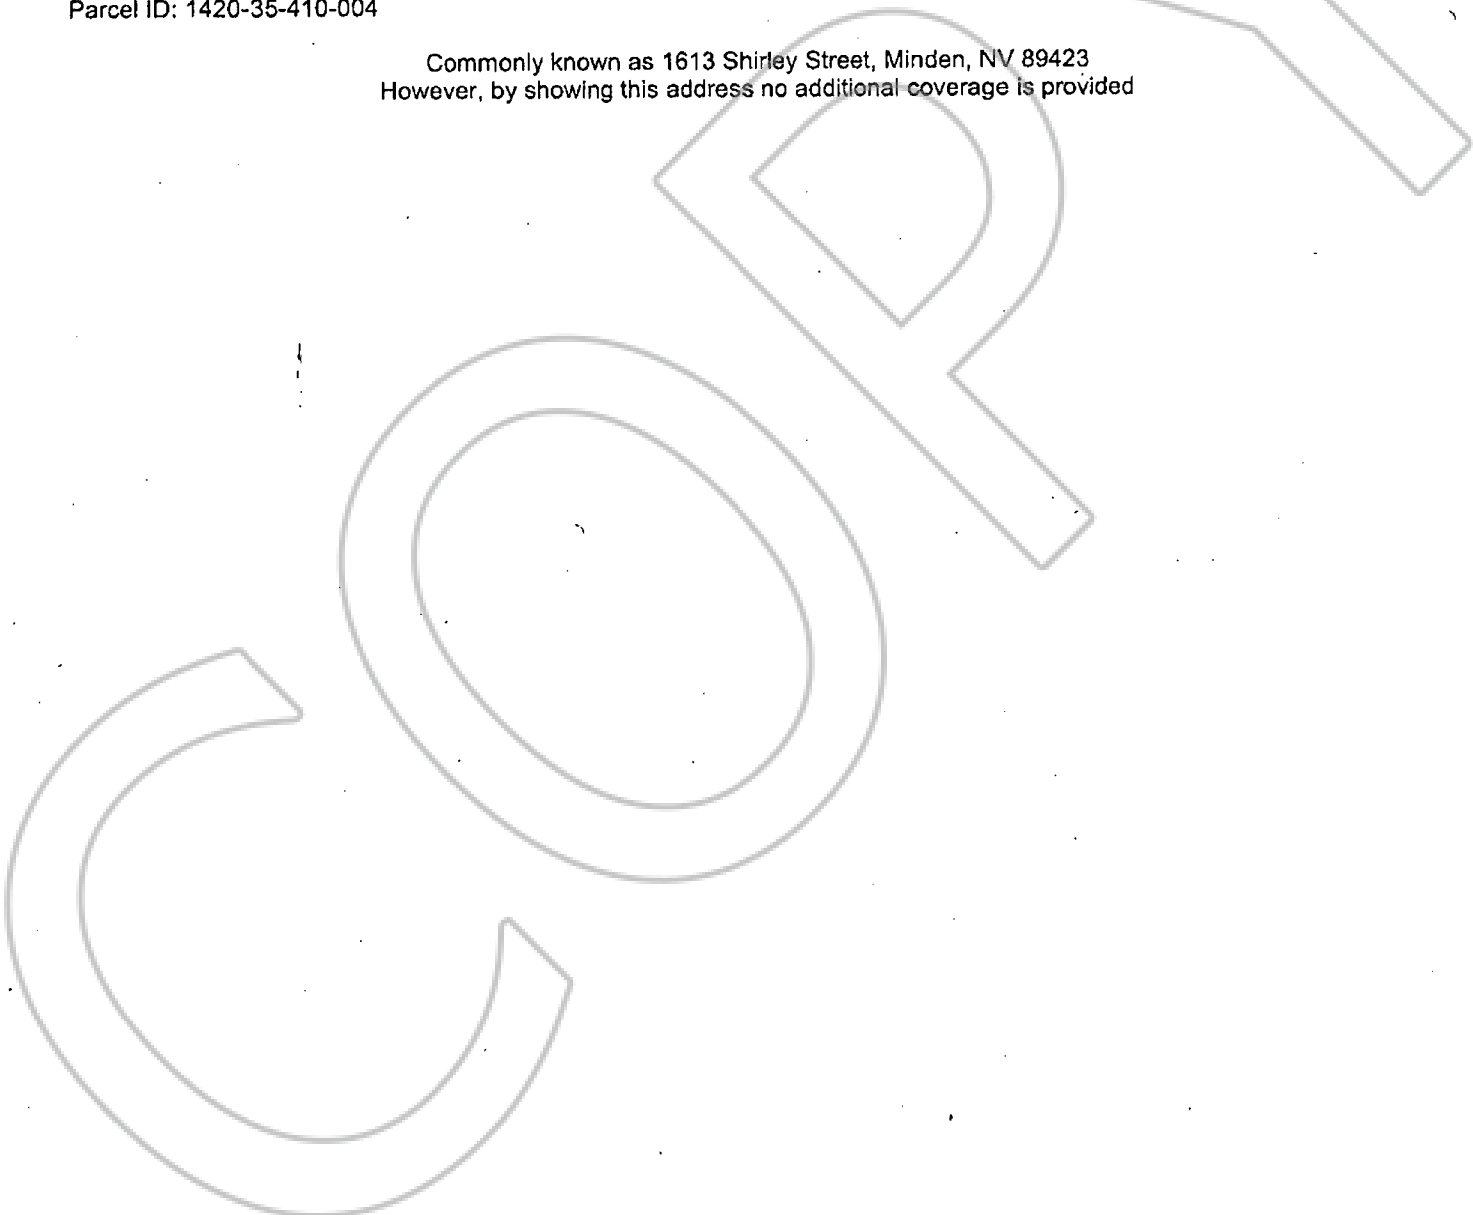 Parcel ID: 1420-35-410-004
Commonly known as 1613 Shirley Street, Minden, NV 89423
However, by showing this address no additional coverage is provided
COPY